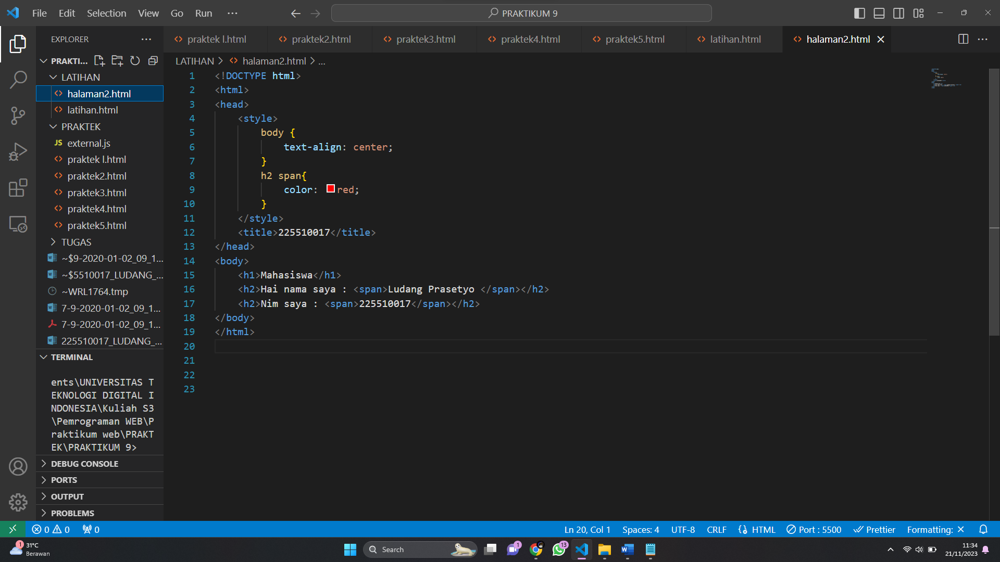 File Edit Selection View Go Run ···
PRAKTIKUM 9
EXPLORER ···
praktek l.html
praktek2.html
praktek3.html
praktek4.html
praktek5.html
latihan.html
halaman2.html
PRAKTI...
LATIHAN
halaman2.html
latihan.html
PRAKTEK
JS external.js
praktek l.html
praktek2.html
praktek3.html
praktek4.html
praktek5.html
TUGAS
~$9-2020-01-02_09_1...
~$5510017_LUDANG_...
~WRL1764.tmp
7-9-2020-01-02_09_1...
7-9-2020-01-02_09_1...
225510017_LUDANG_...
TERMINAL
ents\UNIVERSITAS T
EKNOLOGI DIGITAL I
NDONESIA\Kuliah S3
\Pemrograman WEB\P
raktikum web\PRAKT
EK\PRAKTIKUM 9>
DEBUG CONSOLE
PORTS
OUTPUT
PROBLEMS
LATIHAN > halaman2.html > ...
1 <!DOCTYPE html>
2 <html>
3 <head>
4 <style>
5 body {
6 text-align: center;
7 }
8 h2 span{
9 color: red;
10 }
11 </style>
12 <title>225510017</title>
13 </head>
14 <body>
15 <h1>Mahasiswa</h1>
16 <h2>Hai nama saya : <span>Ludang Prasetyo </span></h2>
17 <h2>Nim saya : <span>225510017</span></h2>
18 </body>
19 </html>
20
21
22
23
0 0 0
Ln 20, Col 1 Spaces: 4 UTF-8 CRLF HTML Port : 5500 Prettier Formatting: ✕
1 31°C
Berawan
Search
1
13
11:34
21/11/2023